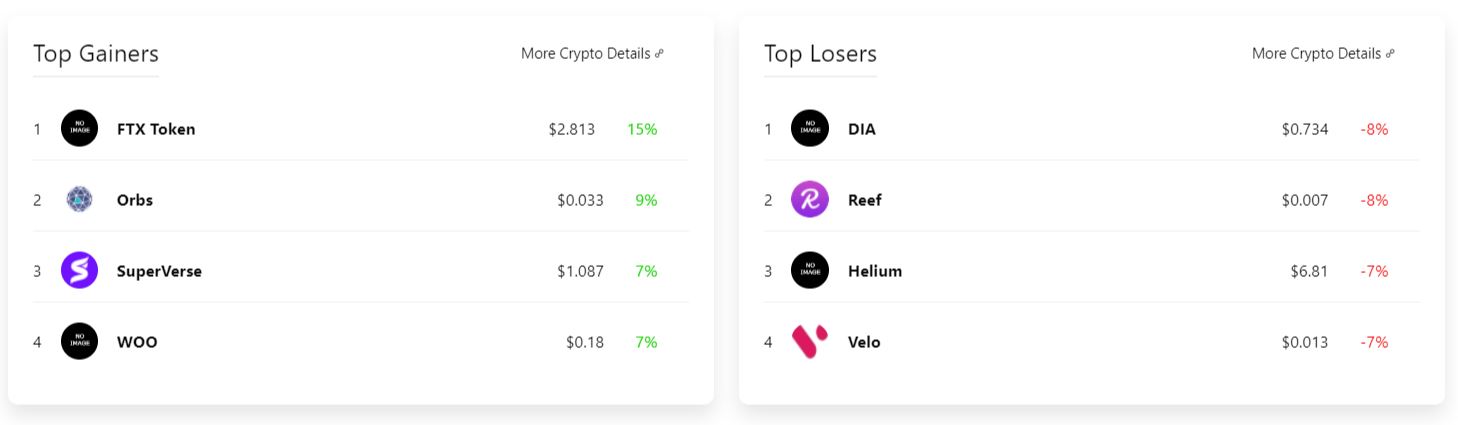 Top Gainers
More Crypto Details
1 NO IMAGE FTX Token $2.813 15%
2 Orbs $0.033 9%
3 SuperVerse $1.087 7%
4 NO IMAGE WOO $0.18 7%
Top Losers
More Crypto Details
1 NO IMAGE DIA $0.734 -8%
2 Reef $0.007 -8%
3 NO IMAGE Helium $6.81 -7%
4 Velo $0.013 -7%